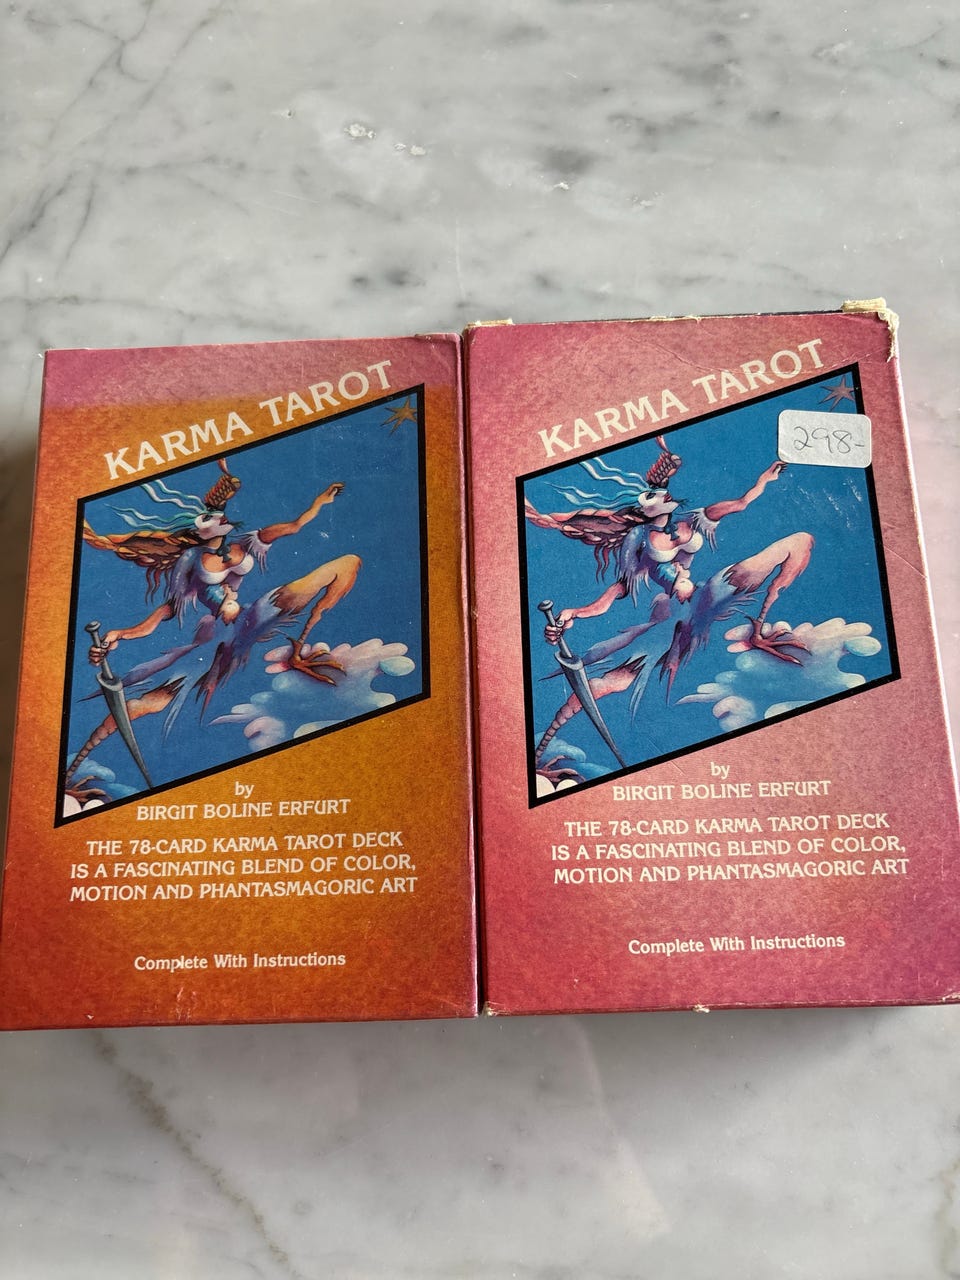 KARMA TAROT
by
BIRGIT BOLINE ERFURT
THE 78-CARD KARMA TAROT DECK
IS A FASCINATING BLEND OF COLOR,
MOTION AND PHANTASMAGORIC ART
Complete With Instructions
KARMA TAROT
298-
by
BIRGIT BOLINE ERFURT
THE 78-CARD KARMA TAROT DECK
IS A FASCINATING BLEND OF COLOR,
MOTION AND PHANTASMAGORIC ART
Complete With Instructions